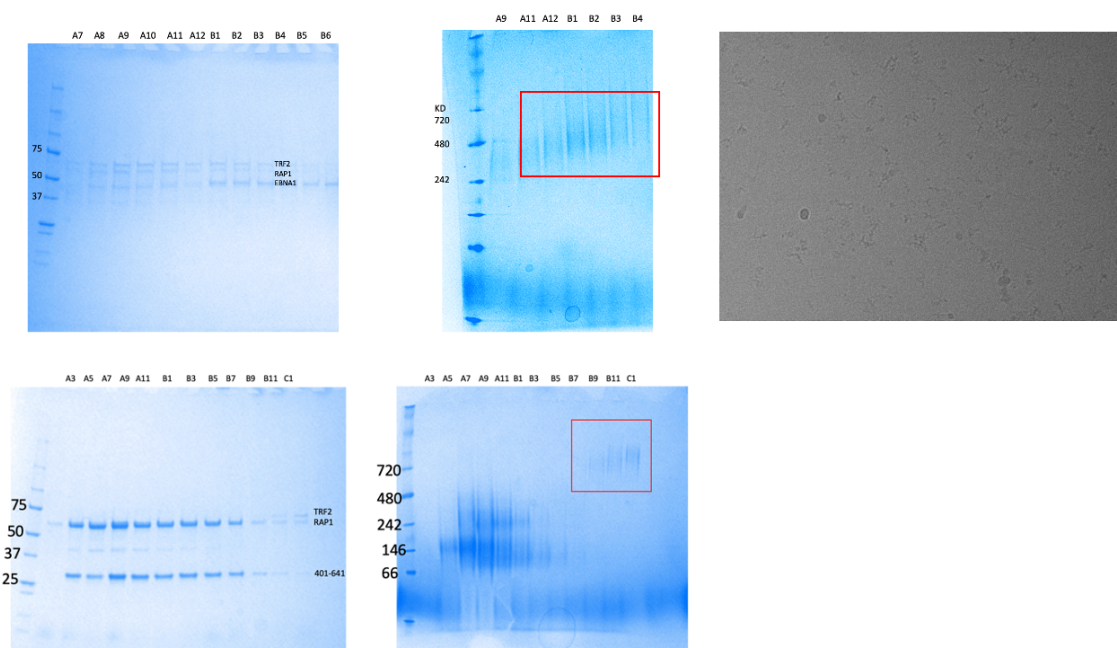 A7 A8 A9 A10 A11 A12 B1 B2 B3 B4 B5 B6
75
50
37
TRF2
RAP1
EBNA1
A9 A11 A12 B1 B2 B3 B4
KD
720
480
242
A3 A5 A7 A9 A11 B1 B3 B5 B7 B9 B11 C1
75
50
37
25
TRF2
RAP1
401-641
A3 A5 A7 A9 A11 B1 B3 B5 B7 B9 B11 C1
720
480
242
146
66